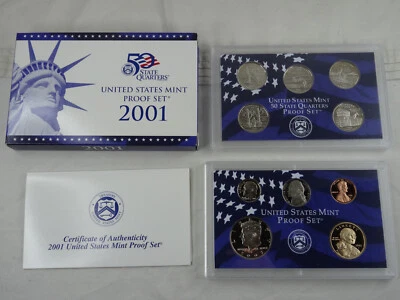 50
STATE
QUARTERS
UNITED STATES MINT
PROOF SET
2001
2001
UNITED STATES MINT
50 STATE QUARTERS
PROOF SET
Certificate of Authenticity
2001 United States Mint Proof Set
UNITED STATES MINT
PROOF SET